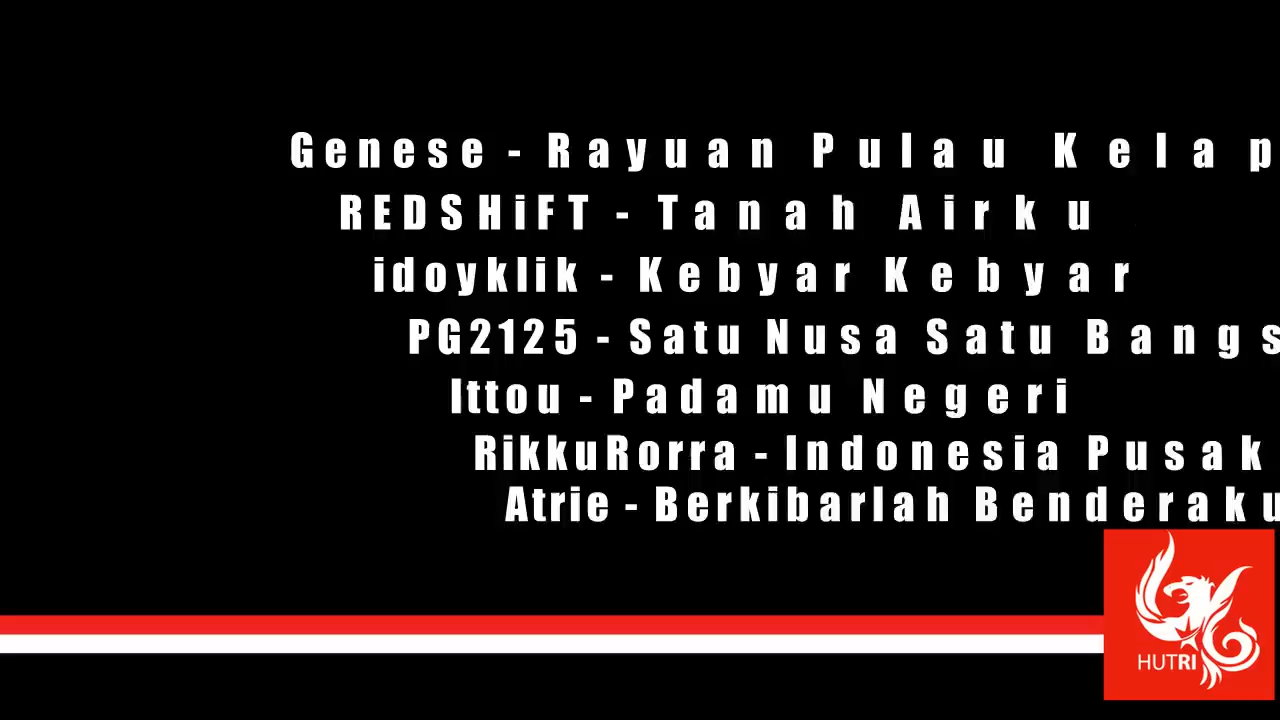 Genese - Rayuan Pulau Kelap
REDSHiFT - Tanah Airku
idoyklik - Kebyar Kebyar
PG2125 - Satu Nusa Satu Bangs
Ittou - Padamu Negeri
RikkuRorra - Indonesia Pusak
Atrie - Berkibarlah Benderaku
HUTRI